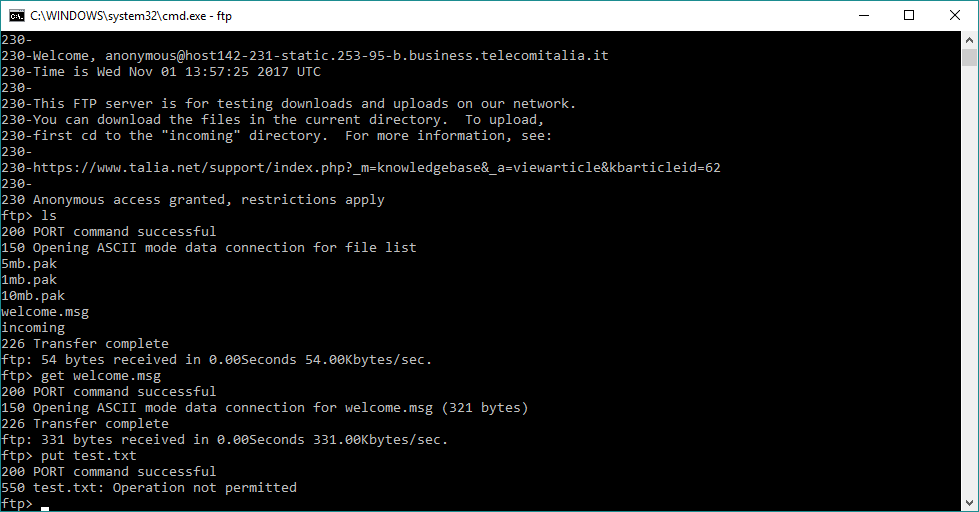 C:\WINDOWS\system32\cmd.exe - ftp
230-
230-Welcome, anonymous@host142-231-static.253-95-b.business.telecomitalia.it
230-Time is Wed Nov 01 13:57:25 2017 UTC
230-
230-This FTP server is for testing downloads and uploads on our network.
230-You can download the files in the current directory.  To upload,
230-first cd to the "incoming" directory.  For more information, see:
230-
230-https://www.talia.net/support/index.php?_m=knowledgebase&_a=viewarticle&kbarticleid=62
230-
230 Anonymous access granted, restrictions apply
ftp> ls
200 PORT command successful
150 Opening ASCII mode data connection for file list
5mb.pak
1mb.pak
10mb.pak
welcome.msg
incoming
226 Transfer complete
ftp: 54 bytes received in 0.00Seconds 54.00Kbytes/sec.
ftp> get welcome.msg
200 PORT command successful
150 Opening ASCII mode data connection for welcome.msg (321 bytes)
226 Transfer complete
ftp: 331 bytes received in 0.00Seconds 331.00Kbytes/sec.
ftp> put test.txt
200 PORT command successful
550 test.txt: Operation not permitted
ftp>